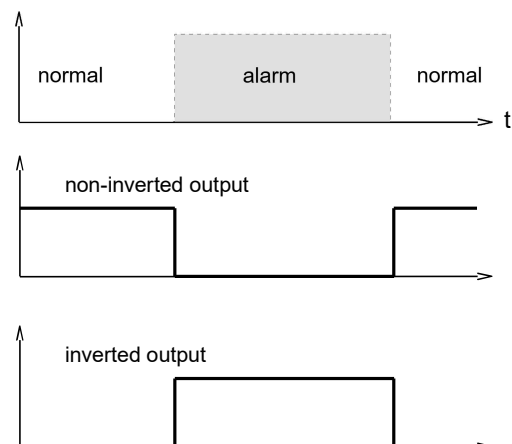 normal alarm normal
t
non-inverted output
inverted output